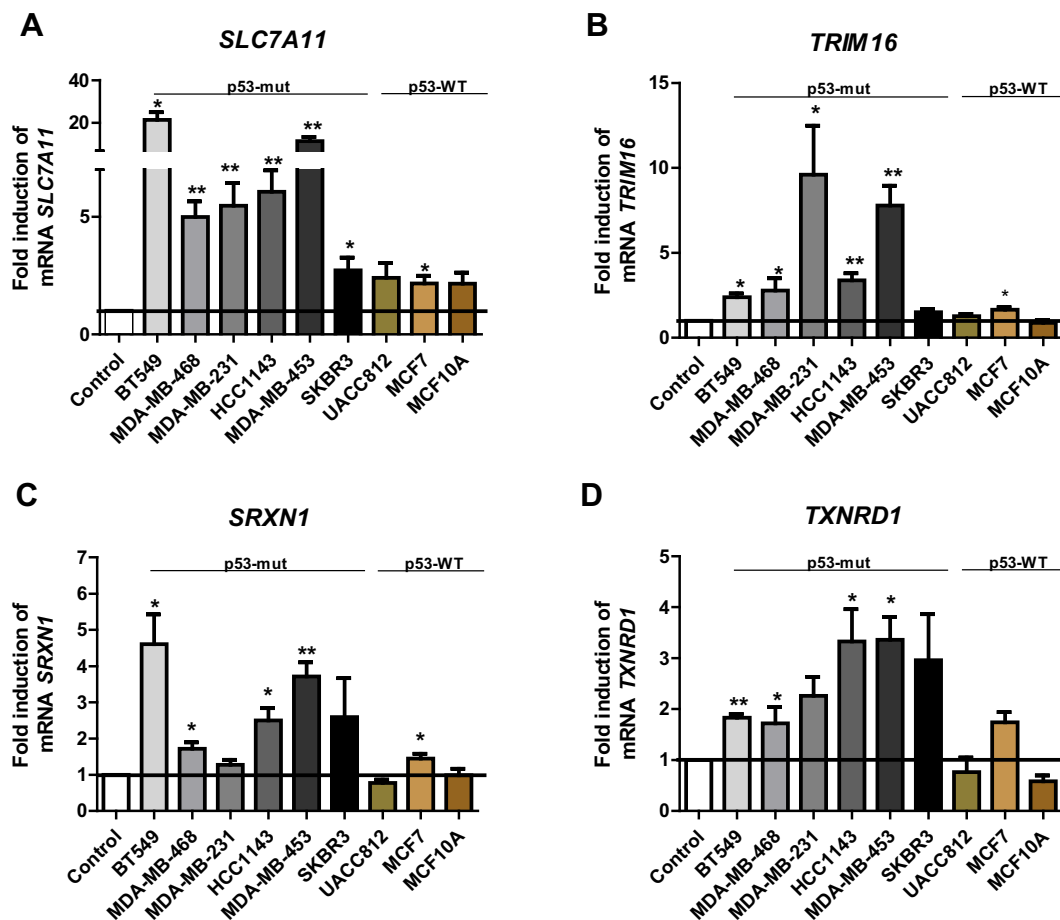 A
SLC7A11
p53-mut
p53-WT
Fold induction of
mRNA SLC7A11
40
20
5
0
*
**
**
**
**
*
*
Control
BT549
MDA-MB-468
MDA-MB-231
HCC1143
MDA-MB-453
SKBR3
UACC812
MCF7
MCF10A
B
TRIM16
p53-mut
p53-WT
Fold induction of
mRNA TRIM16
15
10
5
0
*
*
*
**
**
*
Control
BT549
MDA-MB-468
MDA-MB-231
HCC1143
MDA-MB-453
SKBR3
UACC812
MCF7
MCF10A
C
SRXN1
p53-mut
p53-WT
Fold induction of
mRNA SRXN1
7
6
5
4
3
2
1
0
*
*
*
**
*
Control
BT549
MDA-MB-468
MDA-MB-231
HCC1143
MDA-MB-453
SKBR3
UACC812
MCF7
MCF10A
D
TXNRD1
p53-mut
p53-WT
Fold induction of
mRNA TXNRD1
5
4
3
2
1
0
**
*
*
*
Control
BT549
MDA-MB-468
MDA-MB-231
HCC1143
MDA-MB-453
SKBR3
UACC812
MCF7
MCF10A